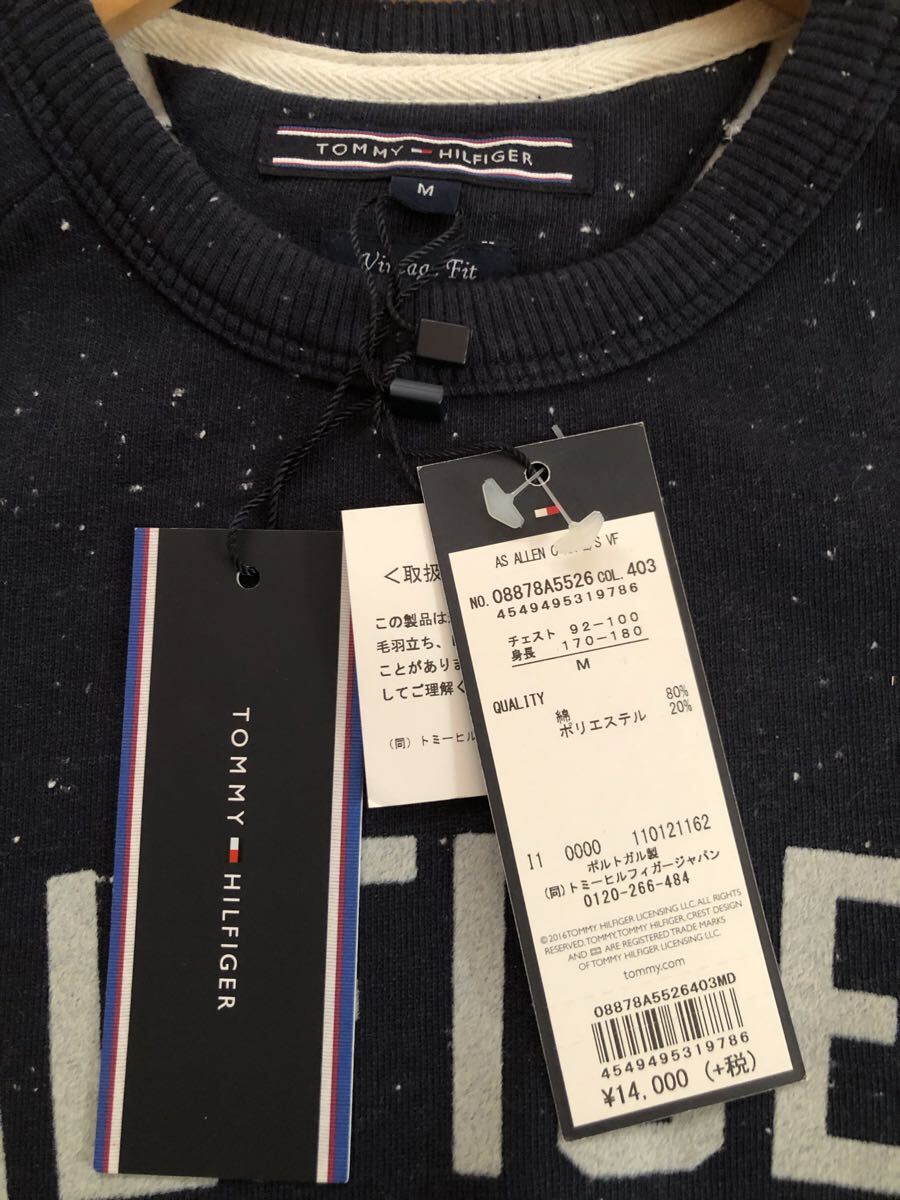 TOMMY HILFIGER
M
Fit
TOMMY HILFIGER
<取扱
この製品は
毛羽立ち、
ことがありま
してご理解く
(同) トミーヒル
AS ALLEN VF
NO. 08878A5526 COL. 403
4549495319786
チェスト 92-100
身長 170-180
M
QUALITY
綿 80%
ポリエステル 20%
I1 0000 110121162
ポルトガル製
(同)トミーヒルフィガージャパン
0120-266-484
©2016TOMMY HILFIGER LICENSING LLC.ALL RIGHTS
RESERVED.TOMMY,TOMMY HILFIGER,CREST DESIGN
AND ARE REGISTERED TRADE MARKS
OF TOMMY HILFIGER LICENSING LLC.
tommy.com
08878A5526403MD
4549495319786
¥14,000 (+税)